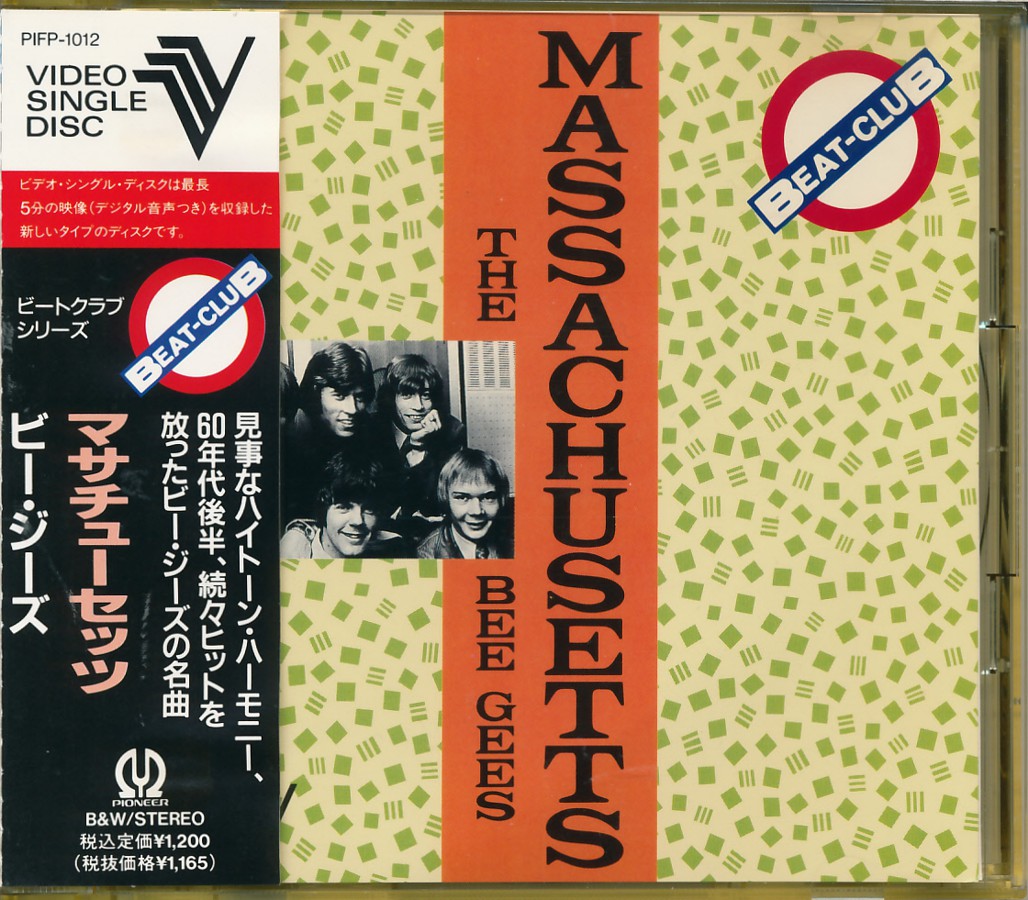 PIFP-1012
VIDEO
SINGLE
DISC
ビデオ・シングル・ディスクは最長
5分の映像(デジタル音声つき)を収録した
新しいタイプのディスクです。
ビートクラブ
シリーズ
BEAT-CLUB
見事なハイトーン・ハーモニー、
60年代後半、続々ヒットを
放ったビー・ジーズの名曲
マサチューセッツ
ビー・ジーズ
PIONEER
B&W/STEREO
税込定価¥1,200
(税抜価格¥1,165)
MASSACHUSETTS
THE BEE GEES
BEAT-CLUB